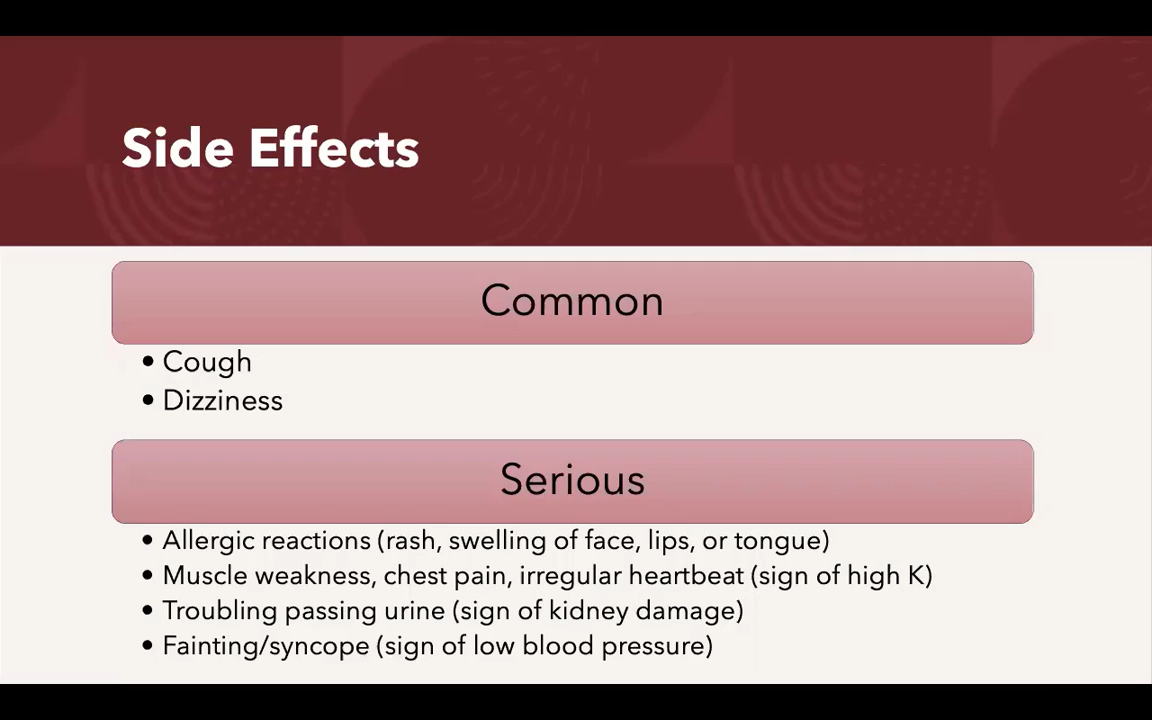 Side Effects
Common
• Cough
• Dizziness
Serious
• Allergic reactions (rash, swelling of face, lips, or tongue)
• Muscle weakness, chest pain, irregular heartbeat (sign of high K)
• Troubling passing urine (sign of kidney damage)
• Fainting/syncope (sign of low blood pressure)